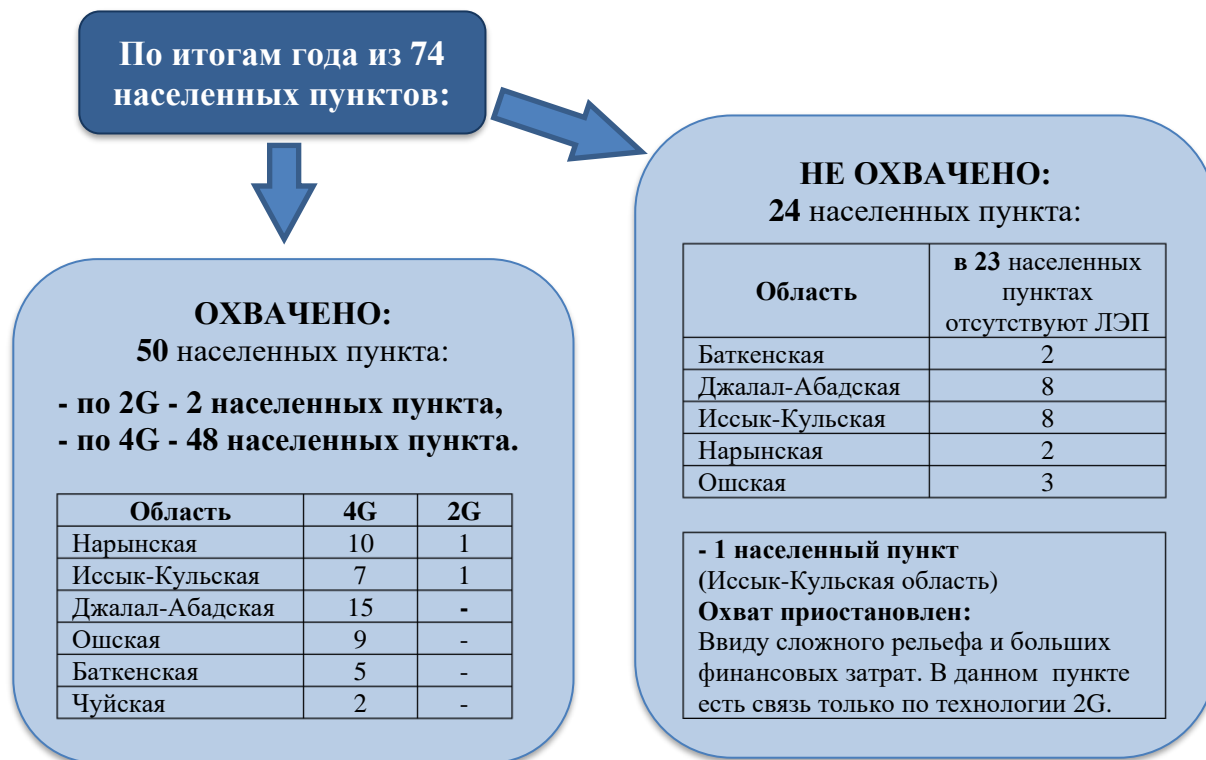 По итогам года из 74
населенных пунктов:
ОХВАЧЕНО:
50 населенных пункта:
- по 2G - 2 населенных пункта,
- по 4G - 48 населенных пункта.
Область 4G 2G
Нарынская 10 1
Иссык-Кульская 7 1
Джалал-Абадская 15 -
Ошская 9 -
Баткенская 5 -
Чуйская 2 -
НЕ ОХВАЧЕНО:
24 населенных пункта:
Область
в 23 населенных
пунктах
отсутствуют ЛЭП
Баткенская 2
Джалал-Абадская 8
Иссык-Кульская 8
Нарынская 2
Ошская 3
- 1 населенный пункт
(Иссык-Кульская область)
Охват приостановлен:
Ввиду сложного рельефа и больших
финансовых затрат. В данном пункте
есть связь только по технологии 2G.